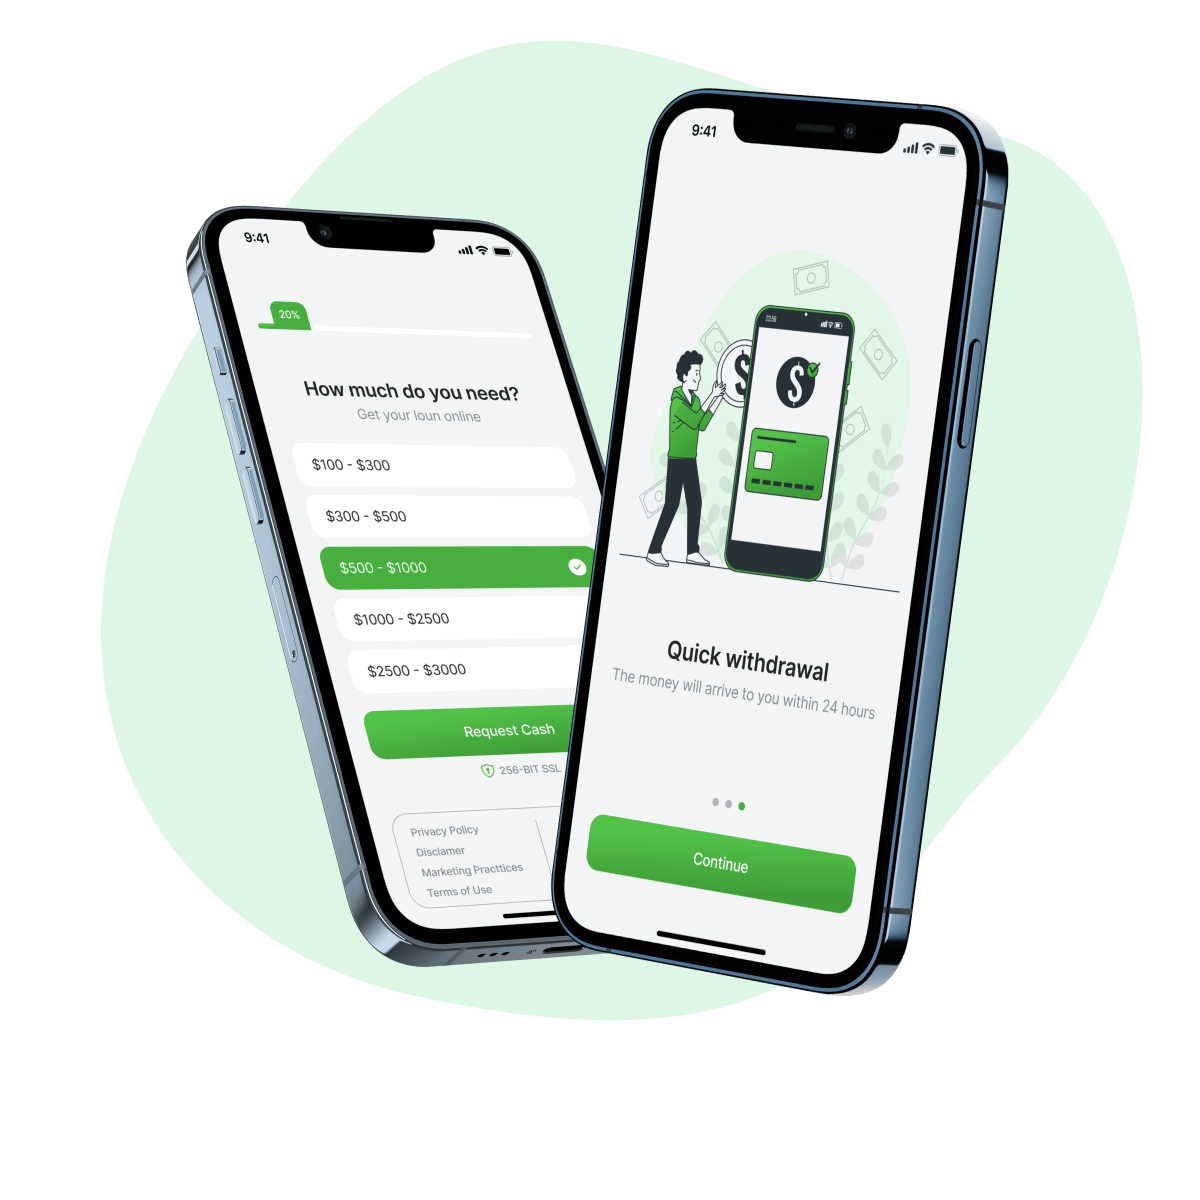 9:41
20%
How much do you need?
Get your loun online
$100 - $300
$300 - $500
$500 - $1000
$1000 - $2500
$2500 - $3000
Request Cash
256-BIT SSL
Privacy Policy
Disclamer
Marketing Practtices
Terms of Use
9:41
23:56
$
$
Quick withdrawal
The money will arrive to you within 24 hours
Continue